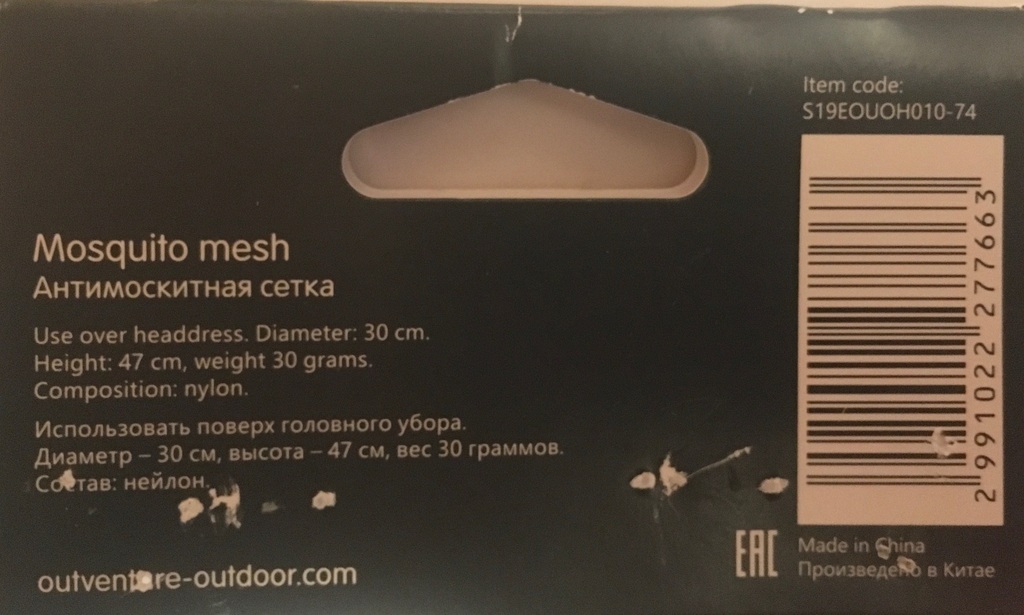 Item code:
S19EOUOH010-74
Mosquito mesh
Антимоскитная сетка
Use over headdress. Diameter: 30 cm.
Height: 47 cm, weight 30 grams.
Composition: nylon.
Использовать поверх головного убора.
Диаметр – 30 см, высота – 47 см, вес 30 граммов.
Состав: нейлон.
outventure-outdoor.com
2 991022 277663
EAC
Made in China
Произведено в Китае